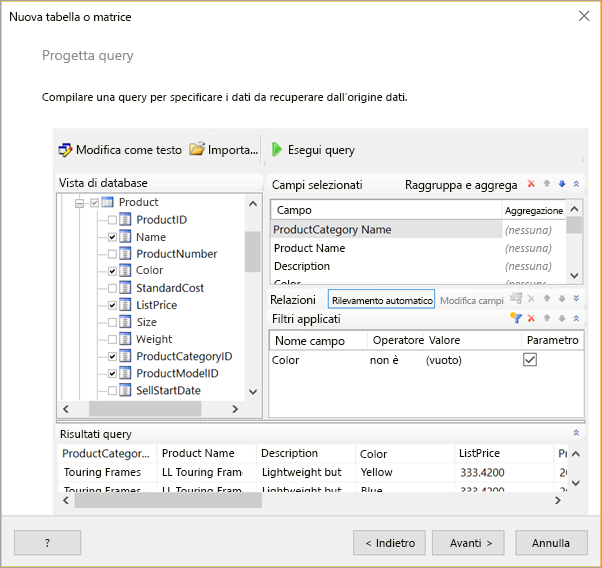 Nuova tabella o matrice
Progetta query
Compilare una query per specificare i dati da recuperare dall'origine dati.
Modifica come testo Importa... Esegui query
Vista di database
Product
ProductID
Name
ProductNumber
Color
StandardCost
ListPrice
Size
Weight
ProductCategoryID
ProductModelID
SellStartDate
Campi selezionati Raggruppa e aggrega
Campo Aggregazione
ProductCategory Name (nessuna)
Product Name (nessuna)
Description (nessuna)
Color (nessuna)
Relazioni Rilevamento automatico Modifica campi
Filtri applicati
Nome campo Operatore Valore Parametro
Color non è (vuoto)
Risultati query
ProductCategor... Product Name Description Color ListPrice
Touring Frames LL Touring Fram Lightweight but Yellow 333.4200
Touring Frames LL Touring Fram Lightweight but Blue 333.4200
? < Indietro Avanti > Annulla